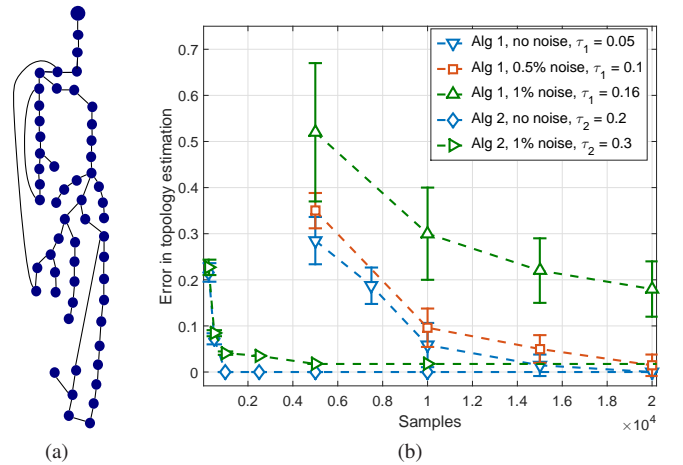 0.7
0.6
0.5
0.4
0.3
0.2
0.1
0
Error in topology estimation
Alg 1, no noise, τ1 = 0.05
Alg 1, 0.5% noise, τ1 = 0.1
Alg 1, 1% noise, τ1 = 0.16
Alg 2, no noise, τ2 = 0.2
Alg 2, 1% noise, τ2 = 0.3
0.2 0.4 0.6 0.8 1.0 1.2 1.4 1.6 1.8 2.0
Samples
×10^4
(a) (b)